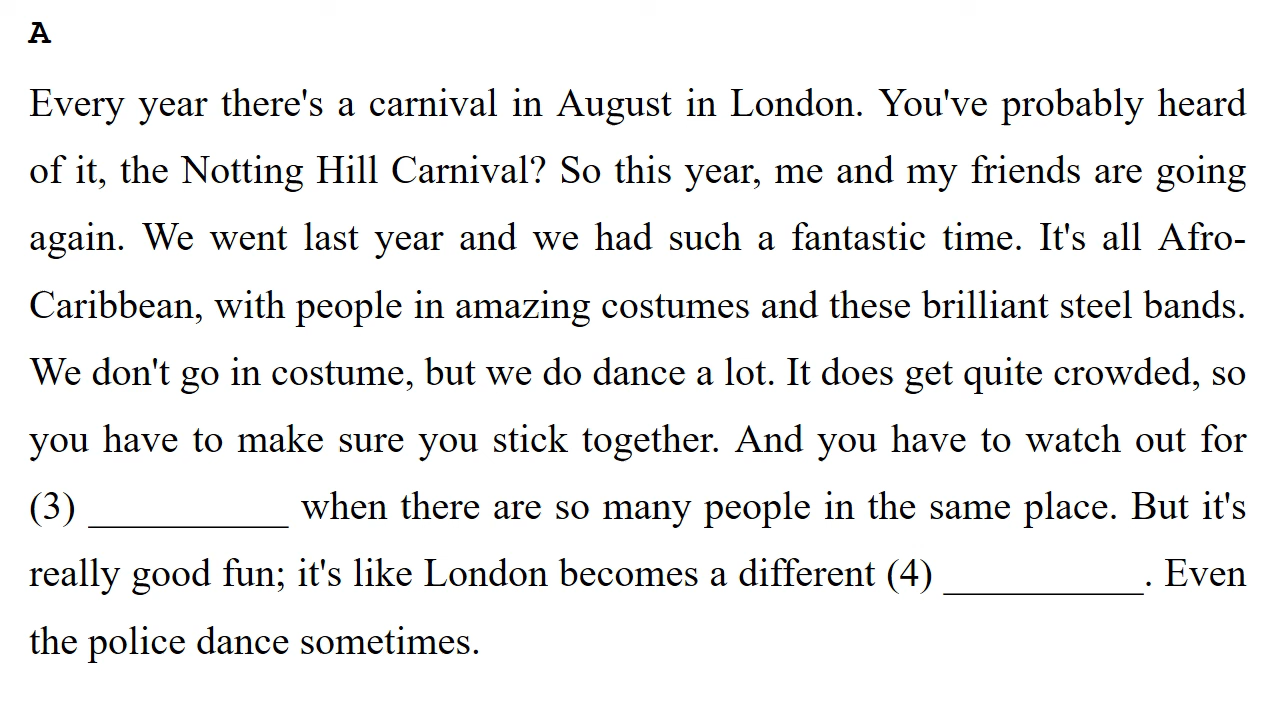 A
Every year there's a carnival in August in London. You've probably heard
of it, the Notting Hill Carnival? So this year, me and my friends are going
again. We went last year and we had such a fantastic time. It's all Afro-
Caribbean, with people in amazing costumes and these brilliant steel bands.
We don't go in costume, but we do dance a lot. It does get quite crowded, so
you have to make sure you stick together. And you have to watch out for
(3) __________ when there are so many people in the same place. But it's
really good fun; it's like London becomes a different (4) __________. Even
the police dance sometimes.